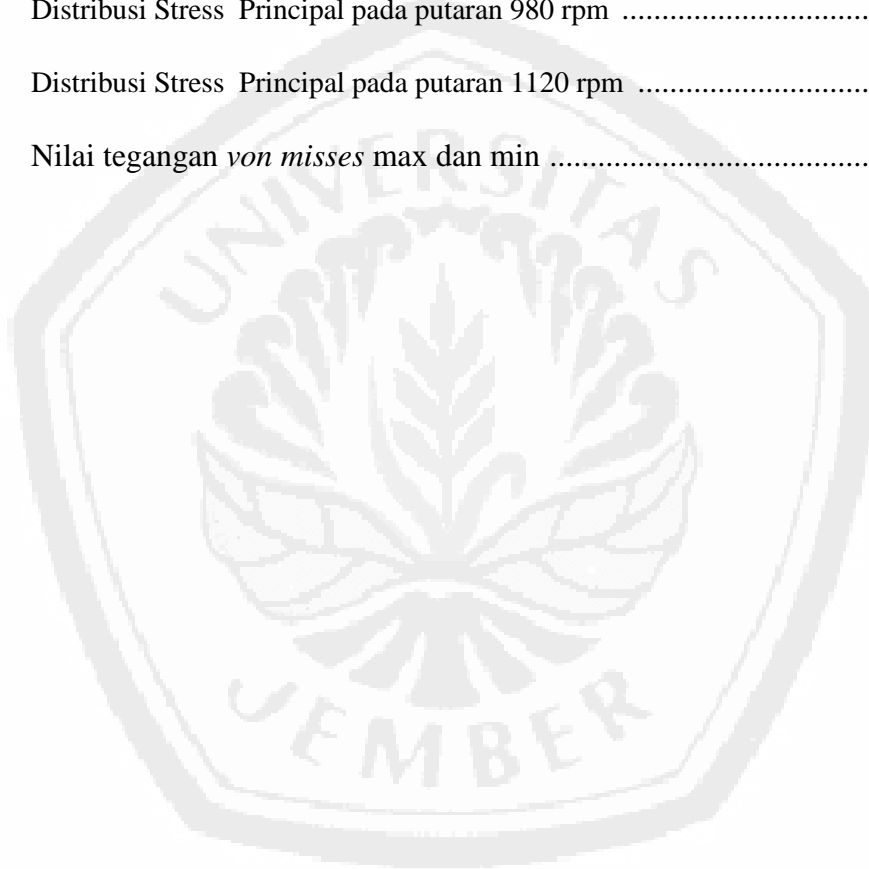 Distribusi Stress Principal pada putaran 980 rpm ...............................
Distribusi Stress Principal pada putaran 1120 rpm .............................
Nilai tegangan von misses max dan min ........................................
UNIVERSITAS
JEMBER